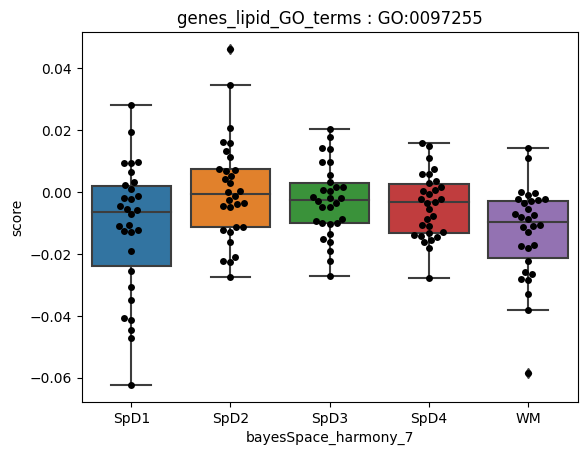 genes_lipid_GO_terms : GO:0097255
score
0.04
0.02
0.00
−0.02
−0.04
−0.06
SpD1 SpD2 SpD3 SpD4 WM
bayesSpace_harmony_7